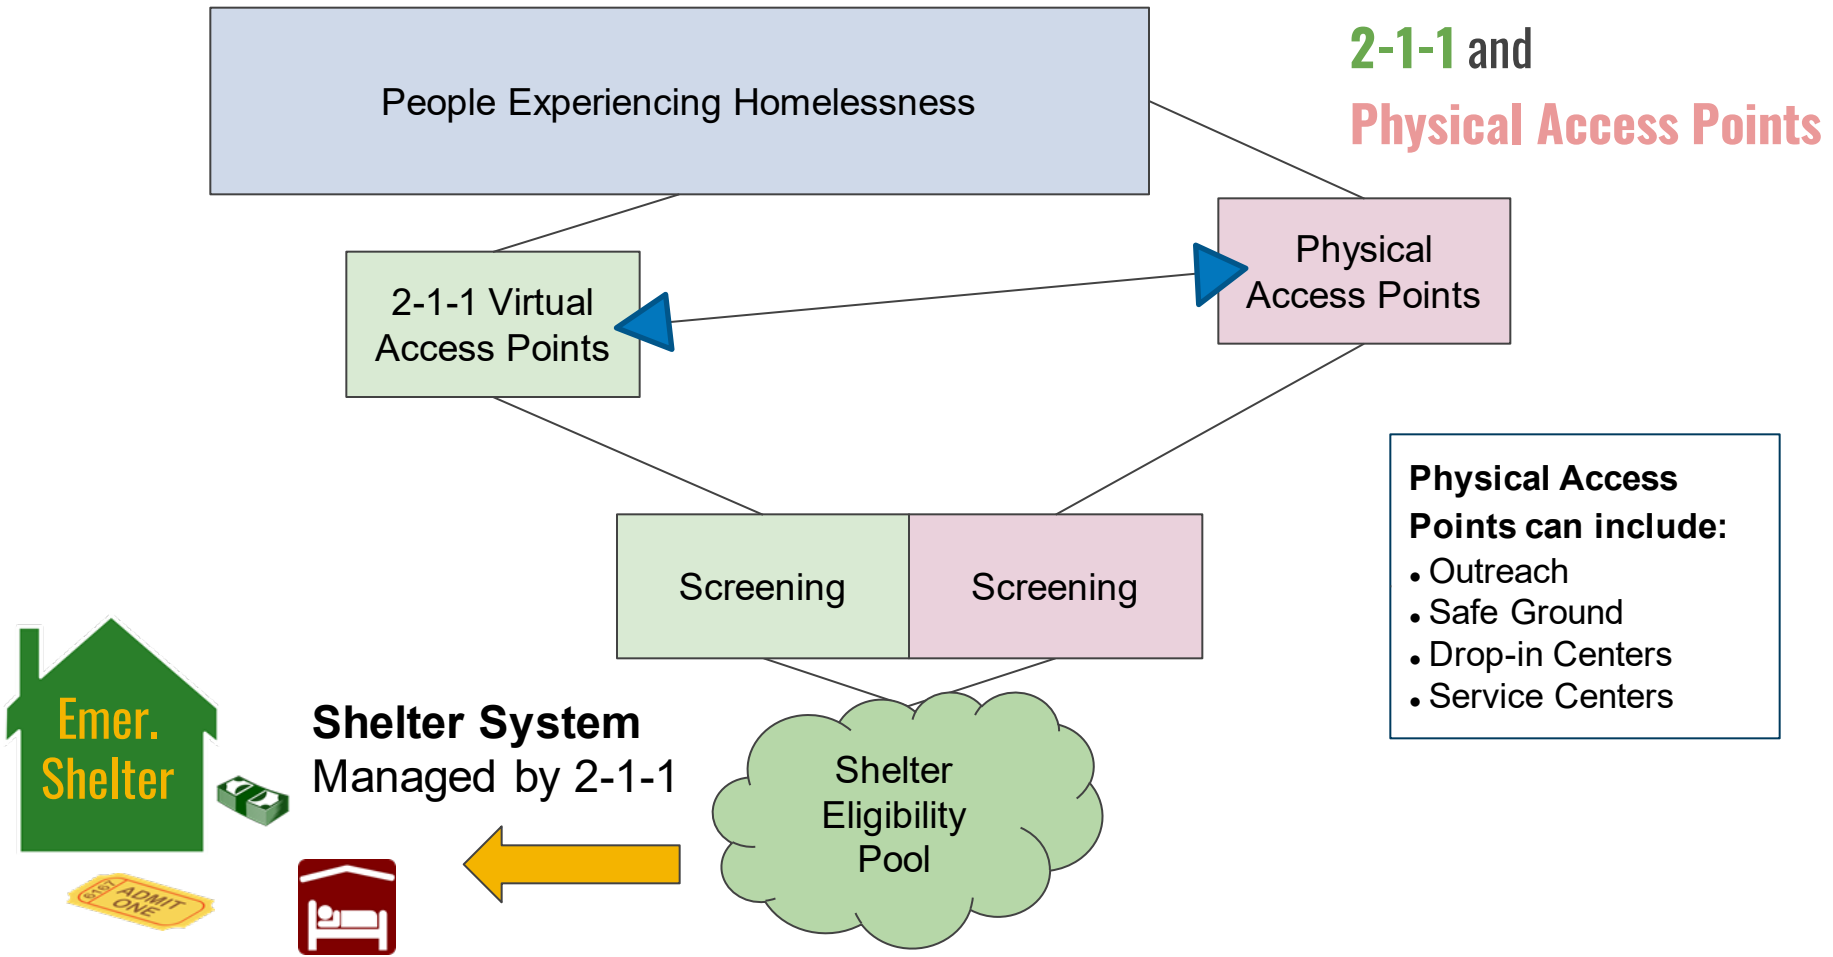 2-1-1 and
Physical Access Points
People Experiencing Homelessness
Physical
Access Points
2-1-1 Virtual
Access Points
Physical Access
Points can include:
• Outreach
• Safe Ground
• Drop-in Centers
• Service Centers
Screening
Screening
Emer.
Shelter
Shelter System
Managed by 2-1-1
Shelter
Eligibility
Pool
6167
ADMIT
ONE